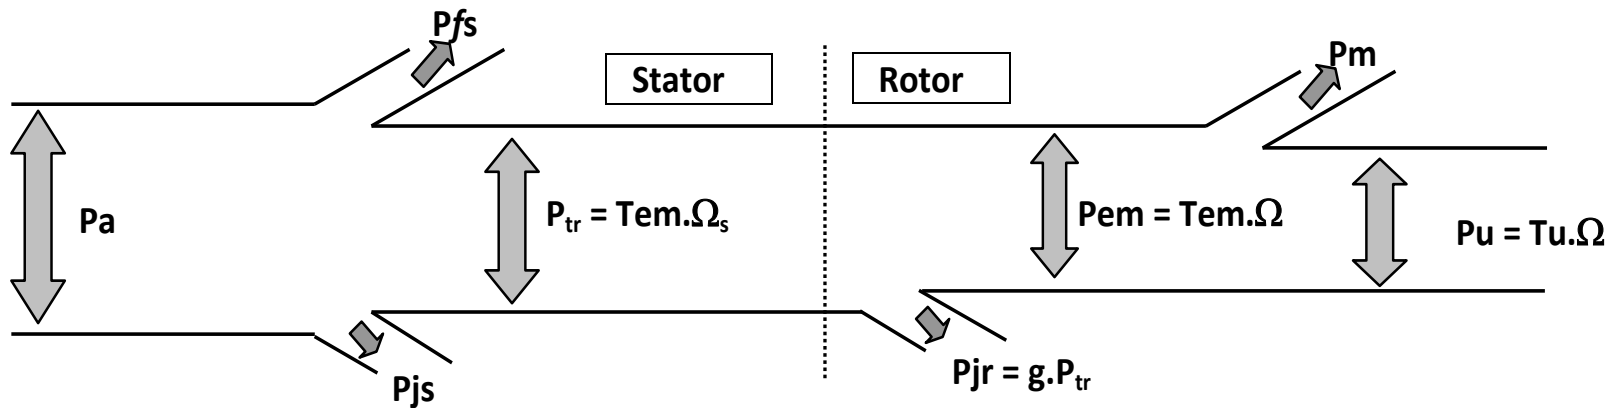 Pfs
Stator
Rotor
Pm
Pa
Ptr = Tem.Ωs
Pem = Tem.Ω
Pu = Tu.Ω
Pjs
Pjr = g.Ptr